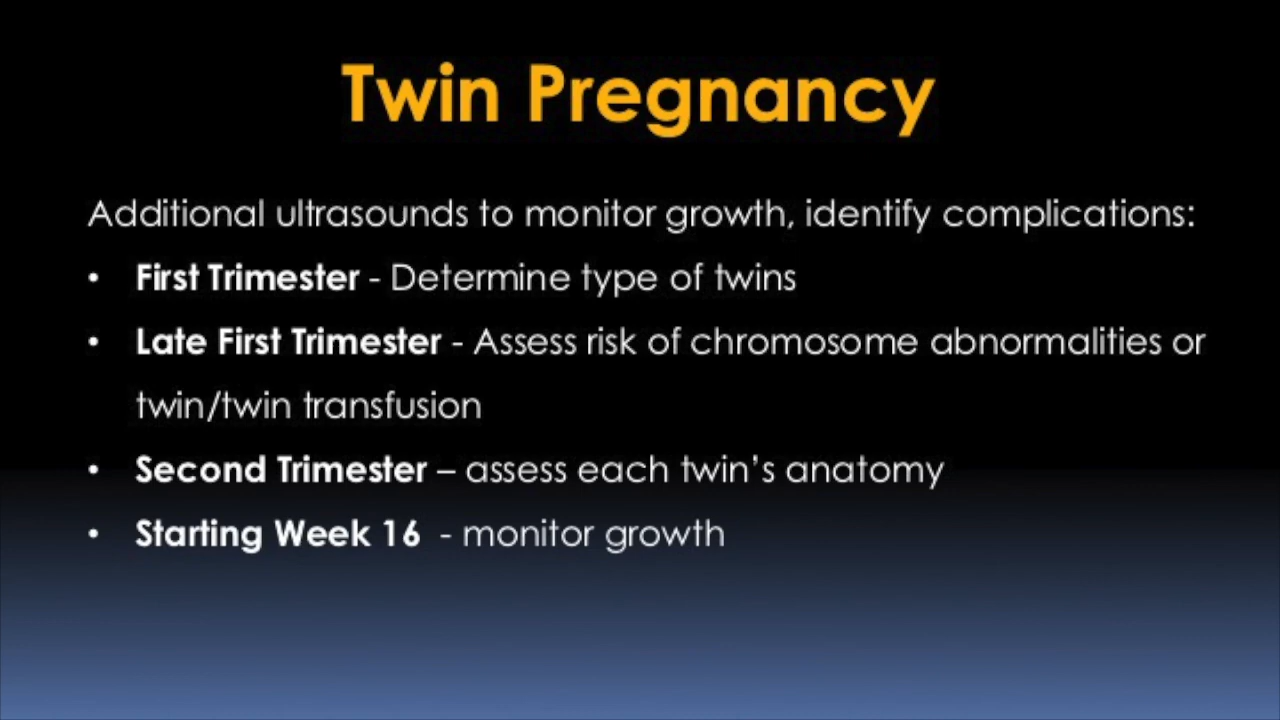 Twin Pregnancy
Additional ultrasounds to monitor growth, identify complications:
• First Trimester - Determine type of twins
• Late First Trimester - Assess risk of chromosome abnormalities or
twin/twin transfusion
• Second Trimester – assess each twin’s anatomy
• Starting Week 16 - monitor growth